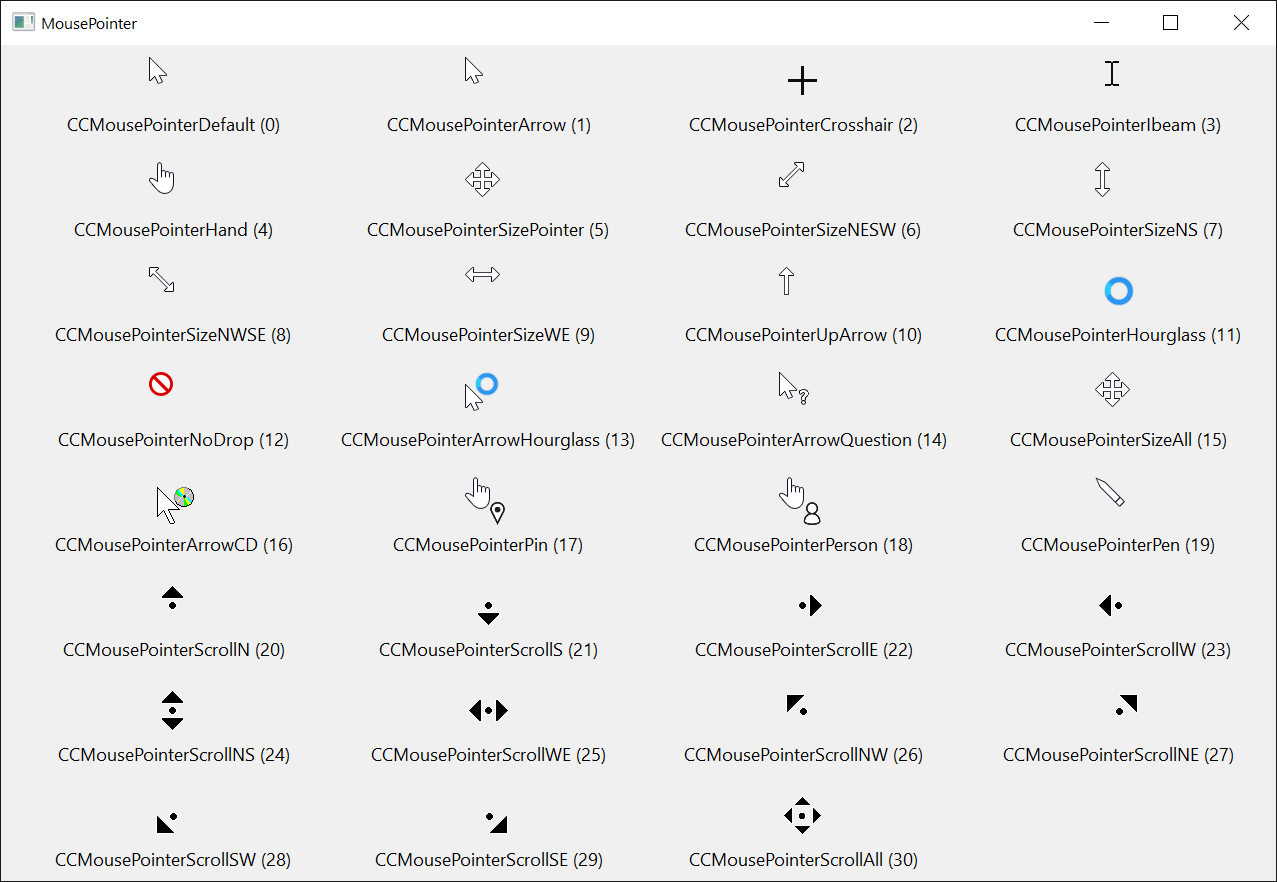 MousePointer
CCMousePointerDefault (0)
CCMousePointerArrow (1)
CCMousePointerCrosshair (2)
CCMousePointerIbeam (3)
CCMousePointerHand (4)
CCMousePointerSizePointer (5)
CCMousePointerSizeNESW (6)
CCMousePointerSizeNS (7)
CCMousePointerSizeNWSE (8)
CCMousePointerSizeWE (9)
CCMousePointerUpArrow (10)
CCMousePointerHourglass (11)
CCMousePointerNoDrop (12)
CCMousePointerArrowHourglass (13)
CCMousePointerArrowQuestion (14)
CCMousePointerSizeAll (15)
CCMousePointerArrowCD (16)
CCMousePointerPin (17)
CCMousePointerPerson (18)
CCMousePointerPen (19)
CCMousePointerScrollN (20)
CCMousePointerScrollS (21)
CCMousePointerScrollE (22)
CCMousePointerScrollW (23)
CCMousePointerScrollNS (24)
CCMousePointerScrollWE (25)
CCMousePointerScrollNW (26)
CCMousePointerScrollNE (27)
CCMousePointerScrollSW (28)
CCMousePointerScrollSE (29)
CCMousePointerScrollAll (30)